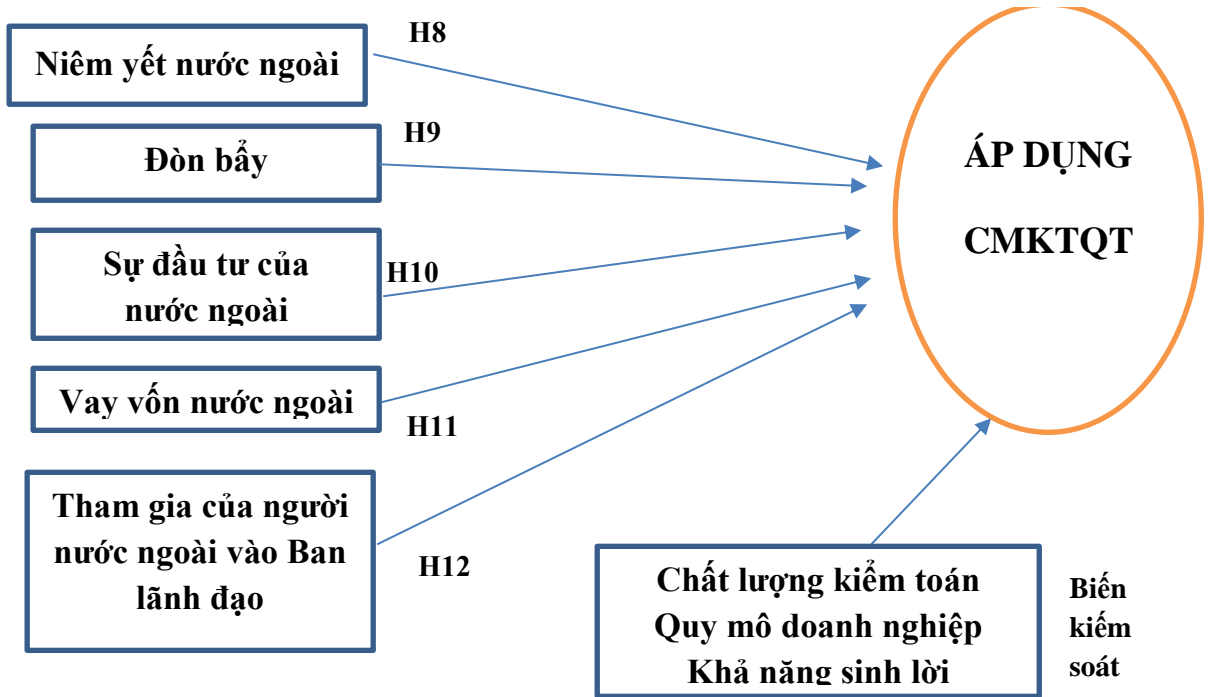 H8
Niêm yết nước ngoài
H9
Đòn bẩy
Sự đầu tư của
nước ngoài
H10
Vay vốn nước ngoài
H11
Tham gia của người
nước ngoài vào Ban
lãnh đạo
H12
ÁP DỤNG
CMKTQT
Chất lượng kiểm toán
Quy mô doanh nghiệp
Khả năng sinh lời
Biến
kiếm
soát